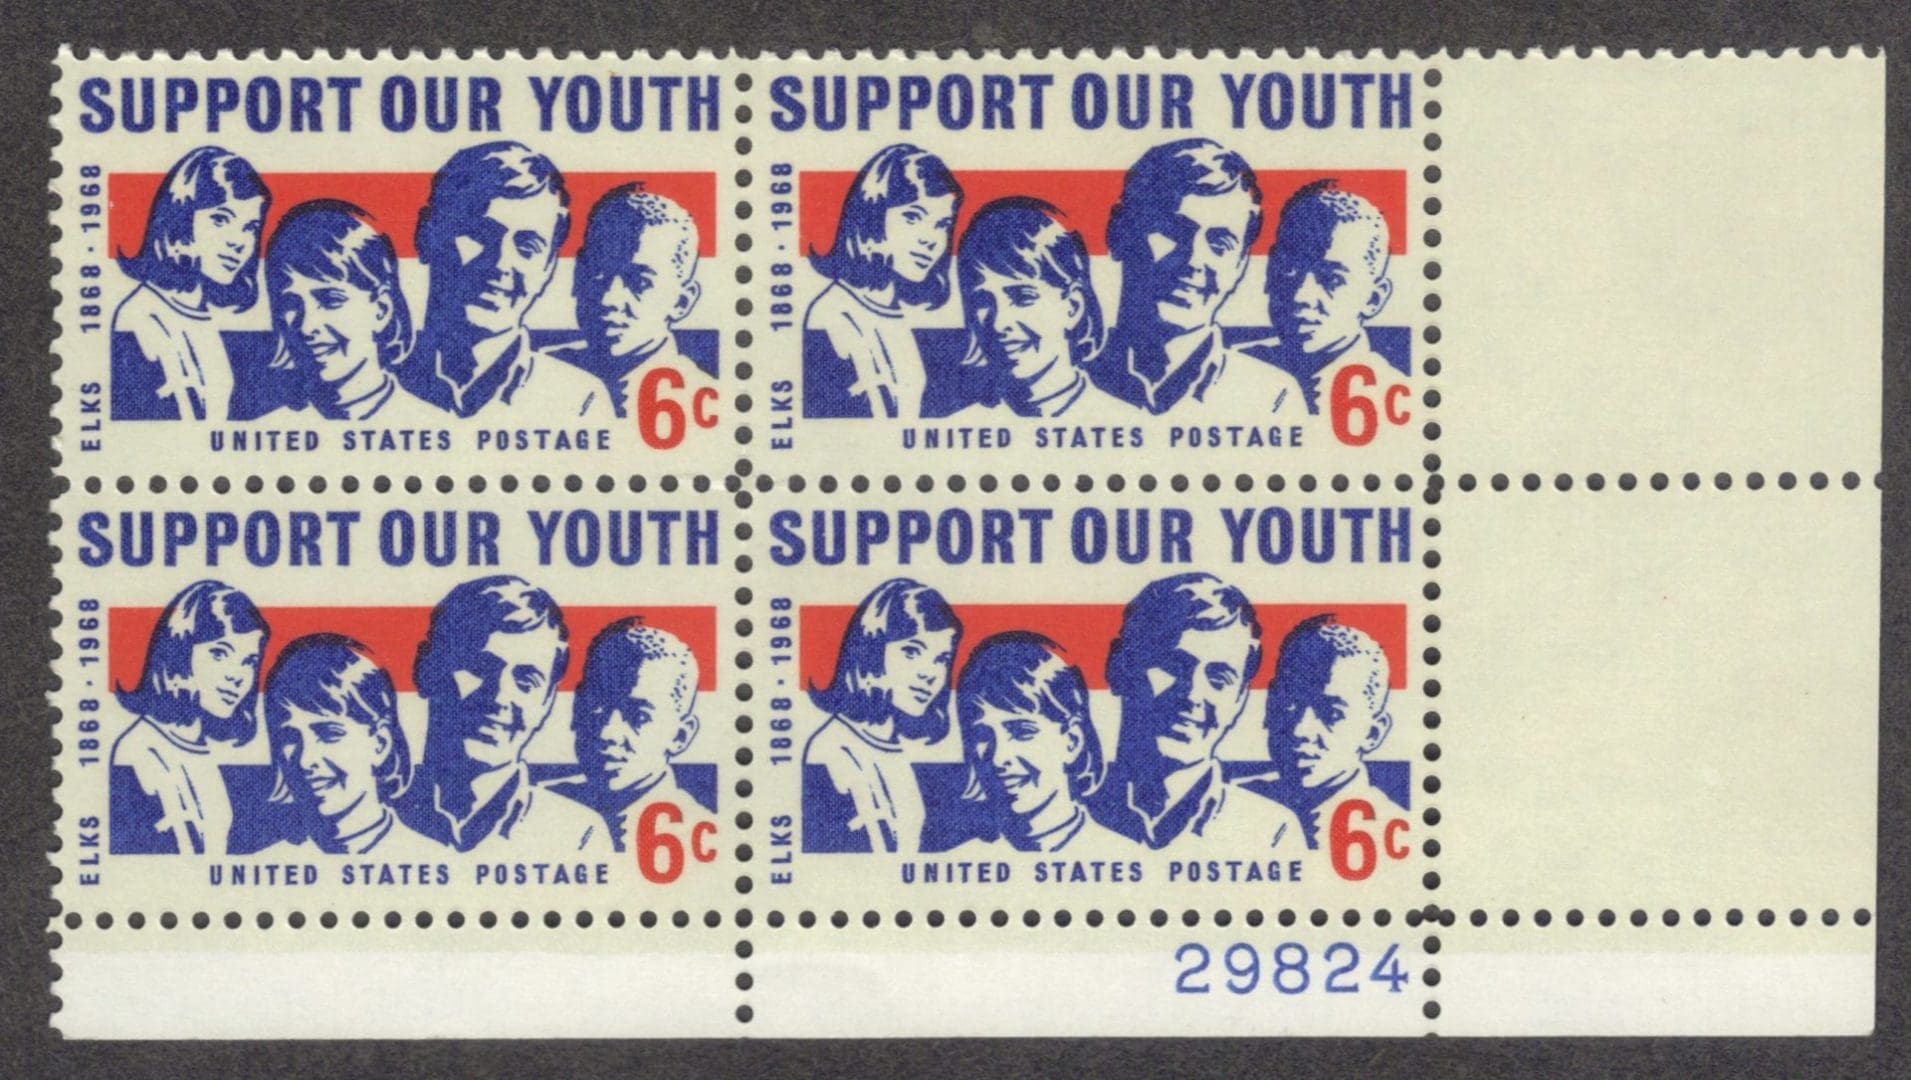 SUPPORT OUR YOUTH
ELKS 1868 · 1968
UNITED STATES POSTAGE
6c
SUPPORT OUR YOUTH
ELKS 1868 · 1968
UNITED STATES POSTAGE
6c
SUPPORT OUR YOUTH
ELKS 1868 · 1968
UNITED STATES POSTAGE
6c
SUPPORT OUR YOUTH
ELKS 1868 · 1968
UNITED STATES POSTAGE
6c
29824